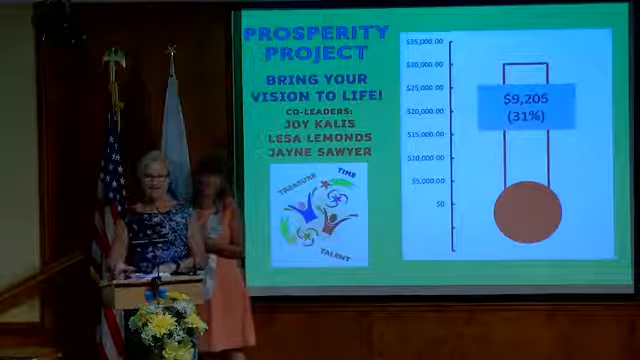 PROSPERITY
PROJECT
BRING YOUR
VISION TO LIFE!
CO-LEADERS:
JOY KALIS
LESA LEMONDS
JAYNE SAWYER
TREASURE
TIME
TALENT
$35,000.00
$30,000.00
$25,000.00
$20,000.00
$15,000.00
$10,000.00
$5,000.00
$0
$9,205
(31%)